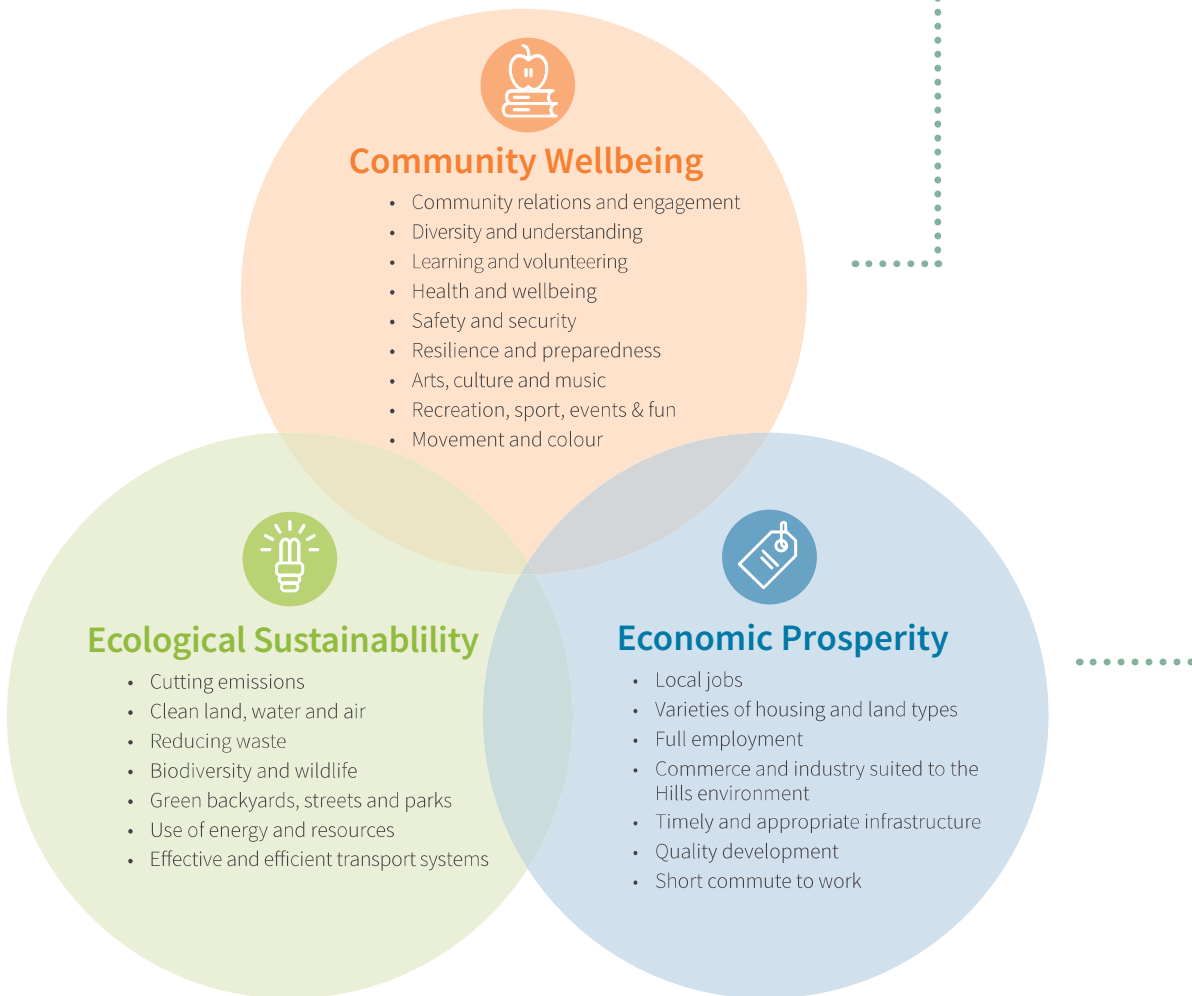 Community Wellbeing
• Community relations and engagement
• Diversity and understanding
• Learning and volunteering
• Health and wellbeing
• Safety and security
• Resilience and preparedness
• Arts, culture and music
• Recreation, sport, events & fun
• Movement and colour
Ecological Sustainablility
• Cutting emissions
• Clean land, water and air
• Reducing waste
• Biodiversity and wildlife
• Green backyards, streets and parks
• Use of energy and resources
• Effective and efficient transport systems
Economic Prosperity
• Local jobs
• Varieties of housing and land types
• Full employment
• Commerce and industry suited to the
Hills environment
• Timely and appropriate infrastructure
• Quality development
• Short commute to work